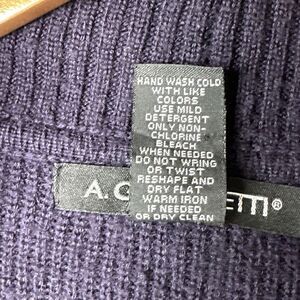 HAND WASH COLD
WITH LIKE
COLORS
USE MILD
DETERGENT
ONLY NON-
CHLORINE
BLEACH
WHEN NEEDED
DO NOT WRING
OR TWIST
RESHAPE AND
DRY FLAT
WARM IRON
IF NEEDED
OR DRY CLEAN
A.
ETTI®